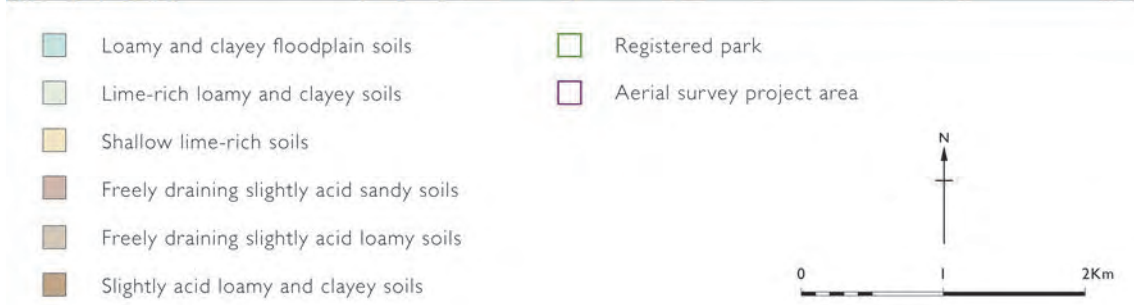 Loamy and clayey floodplain soils
Lime-rich loamy and clayey soils
Shallow lime-rich soils
Freely draining slightly acid sandy soils
Freely draining slightly acid loamy soils
Slightly acid loamy and clayey soils
Registered park
Aerial survey project area
N
0 1 2Km